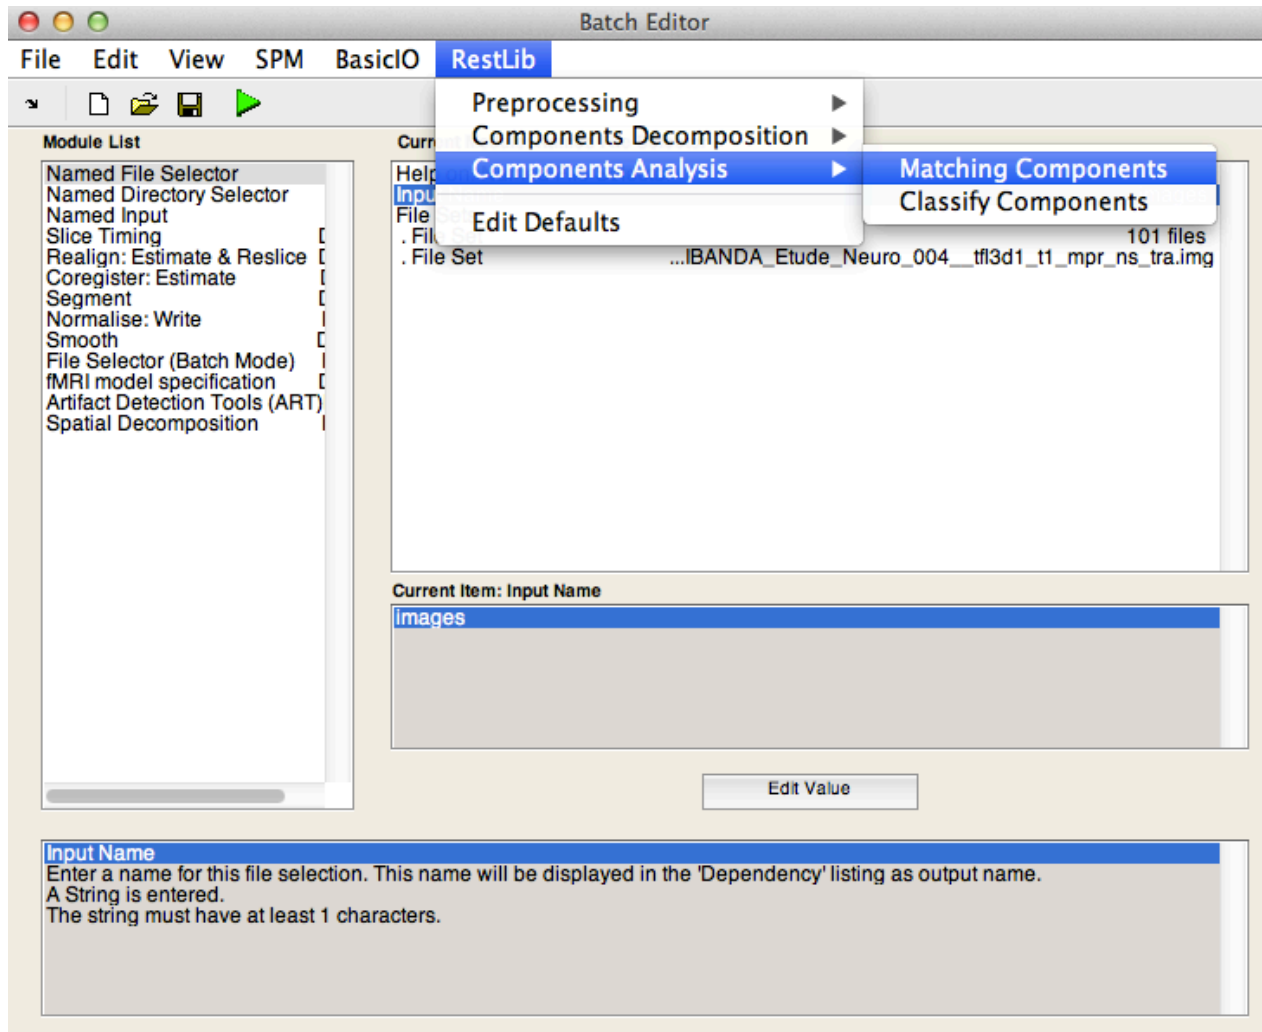 Batch Editor
File Edit View SPM BasicIO RestLib
Preprocessing
Components Decomposition
Components Analysis
Edit Defaults
Matching Components
Classify Components
Module List
Named File Selector
Named Directory Selector
Named Input
Slice Timing
Realign: Estimate & Reslice
Coregister: Estimate
Segment
Normalise: Write
Smooth
File Selector (Batch Mode)
fMRI model specification
Artifact Detection Tools (ART)
Spatial Decomposition
Curr
Help
Inpu
File
. File Set 101 files
. File Set ...IBANDA_Etude_Neuro_004__tfl3d1_t1_mpr_ns_tra.img
Current Item: Input Name
images
Edit Value
Input Name
Enter a name for this file selection. This name will be displayed in the 'Dependency' listing as output name.
A String is entered.
The string must have at least 1 characters.